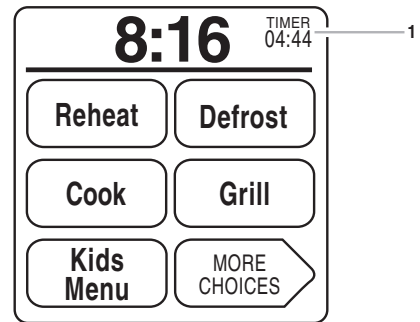 TIMER
8:16 04:44 1
Reheat Defrost
Cook Grill
Kids Menu
MORE CHOICES